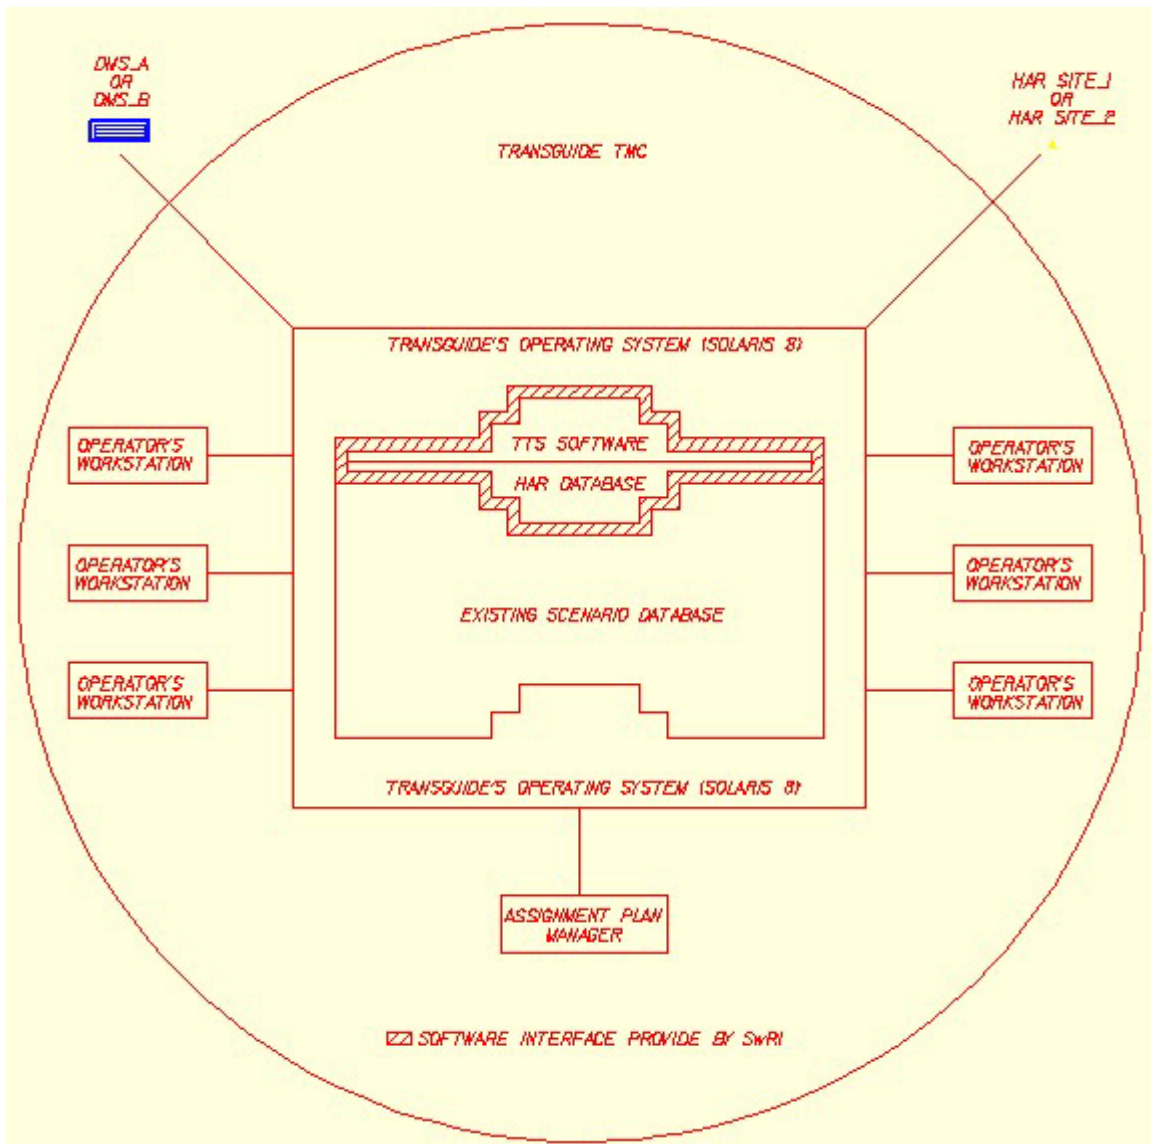 DMS_A
OR
DMS_B
HAR SITE_1
OR
HAR SITE_2
TRANSGUIDE TMC
TRANSGUIDE'S OPERATING SYSTEM (SOLARIS 8)
TTS SOFTWARE
HAR DATABASE
OPERATOR'S
WORKSTATION
OPERATOR'S
WORKSTATION
OPERATOR'S
WORKSTATION
OPERATOR'S
WORKSTATION
OPERATOR'S
WORKSTATION
OPERATOR'S
WORKSTATION
EXISTING SCENARIO DATABASE
TRANSGUIDE'S OPERATING SYSTEM (SOLARIS 8)
ASSIGNMENT PLAN
MANAGER
SOFTWARE INTERFACE PROVIDE BY SwRI